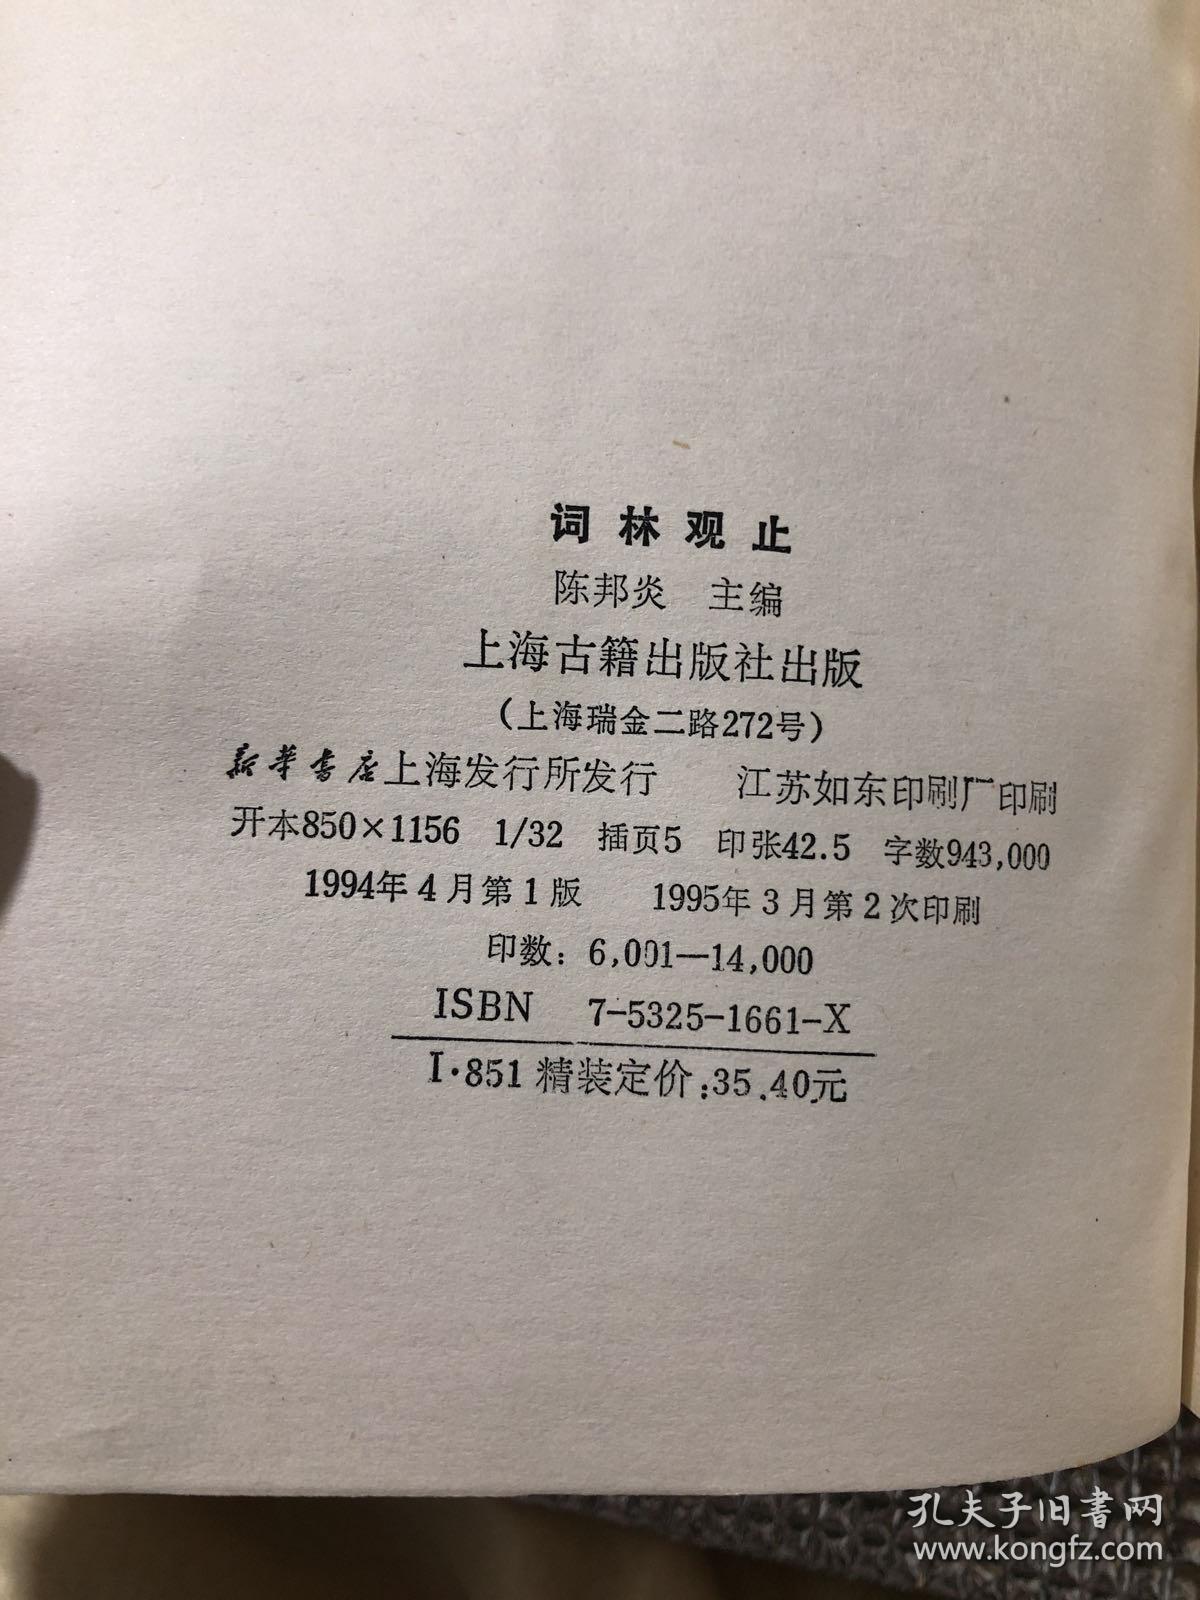 词林观止
陈邦炎 主编
上海古籍出版社出版
(上海瑞金二路272号)
新华书店上海发行所发行 江苏如东印刷厂印刷
开本850×1156 1/32 插页5 印张42.5 字数943,000
1994年4月第1版 1995年3月第2次印刷
印数: 6,001—14,000
ISBN 7-5325-1661-X
I·851 精装定价:35.40元
孔夫子旧书网
www.kongfz.com